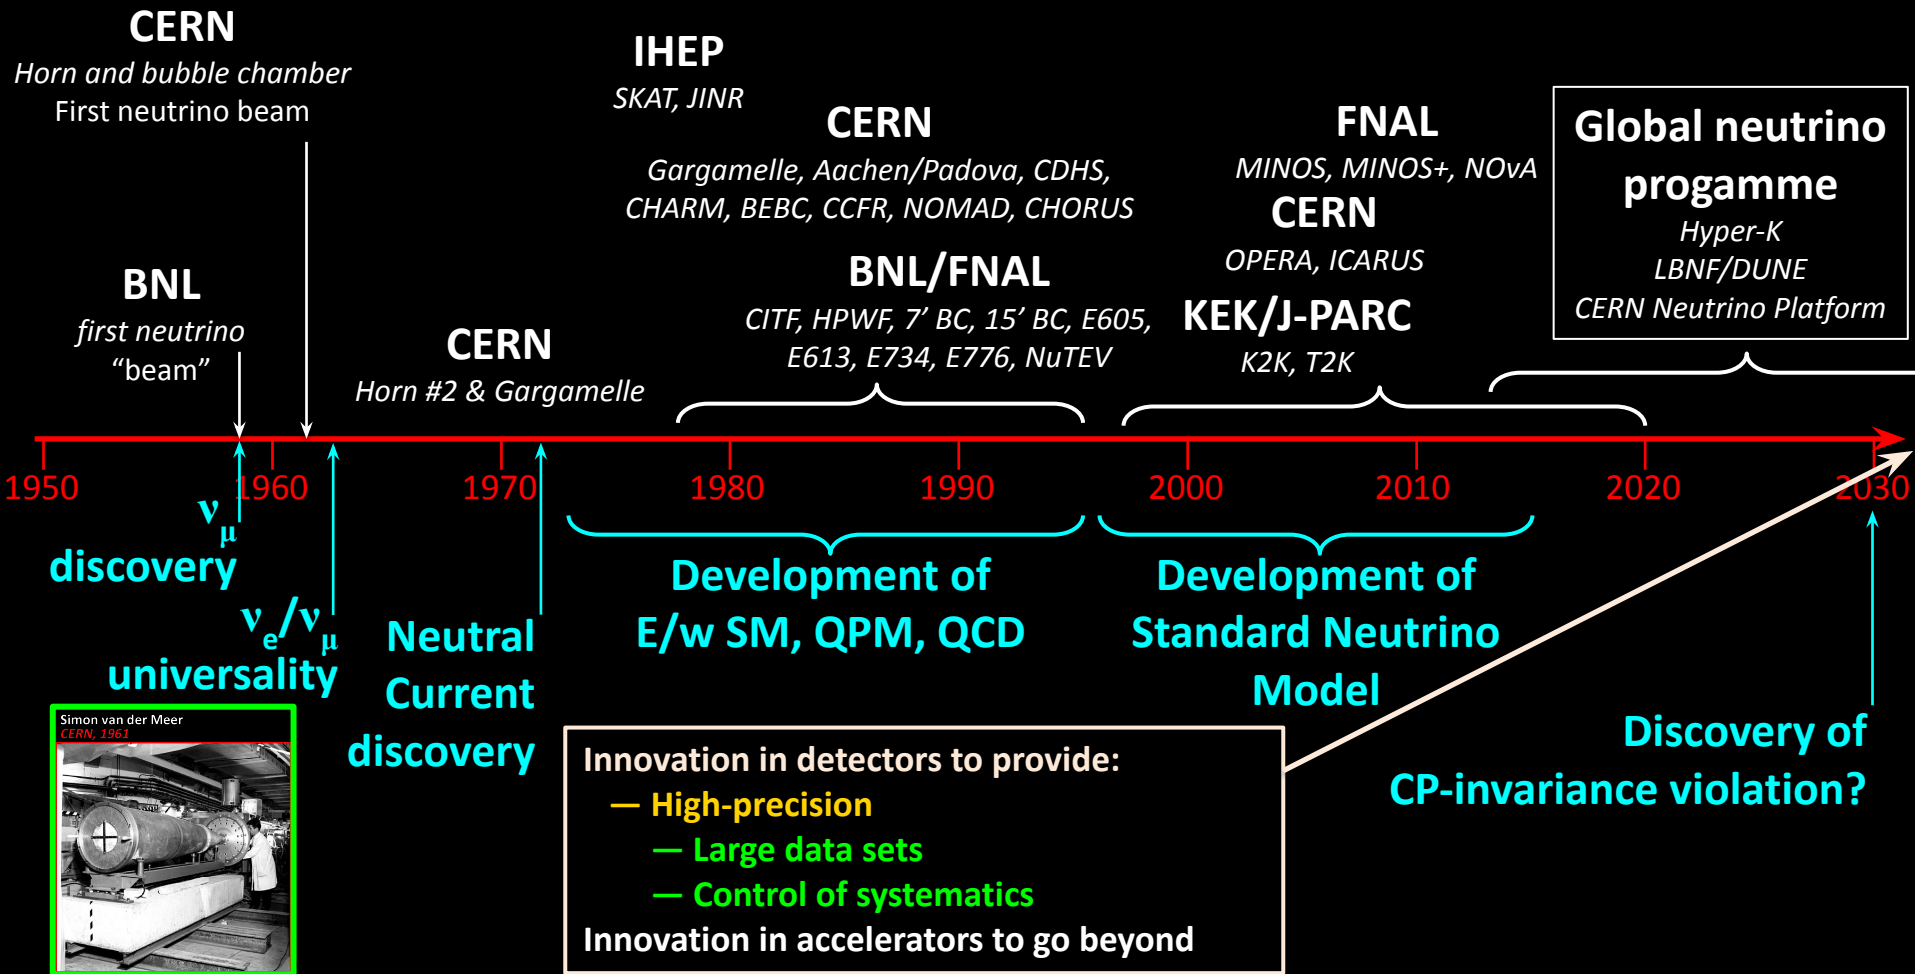 CERN
Horn and bubble chamber
First neutrino beam
IHEP
SKAT, JINR
CERN
Gargamelle, Aachen/Padova, CDHS,
CHARM, BEBC, CCFR, NOMAD, CHORUS
FNAL
MINOS, MINOS+, NOvA
CERN
OPERA, ICARUS
Global neutrino
progamme
Hyper-K
LBNF/DUNE
CERN Neutrino Platform
BNL
first neutrino
“beam”
CERN
Horn #2 & Gargamelle
BNL/FNAL
CITF, HPWF, 7’ BC, 15’ BC, E605,
E613, E734, E776, NuTEV
KEK/J-PARC
K2K, T2K
1950 1960 1970 1980 1990 2000 2010 2020 2030
νμ
discovery
νe/νμ
universality
Neutral
Current
discovery
Development of
E/w SM, QPM, QCD
Development of
Standard Neutrino
Model
Discovery of
CP-invariance violation?
Simon van der Meer
CERN, 1961
Innovation in detectors to provide:
— High-precision
— Large data sets
— Control of systematics
Innovation in accelerators to go beyond